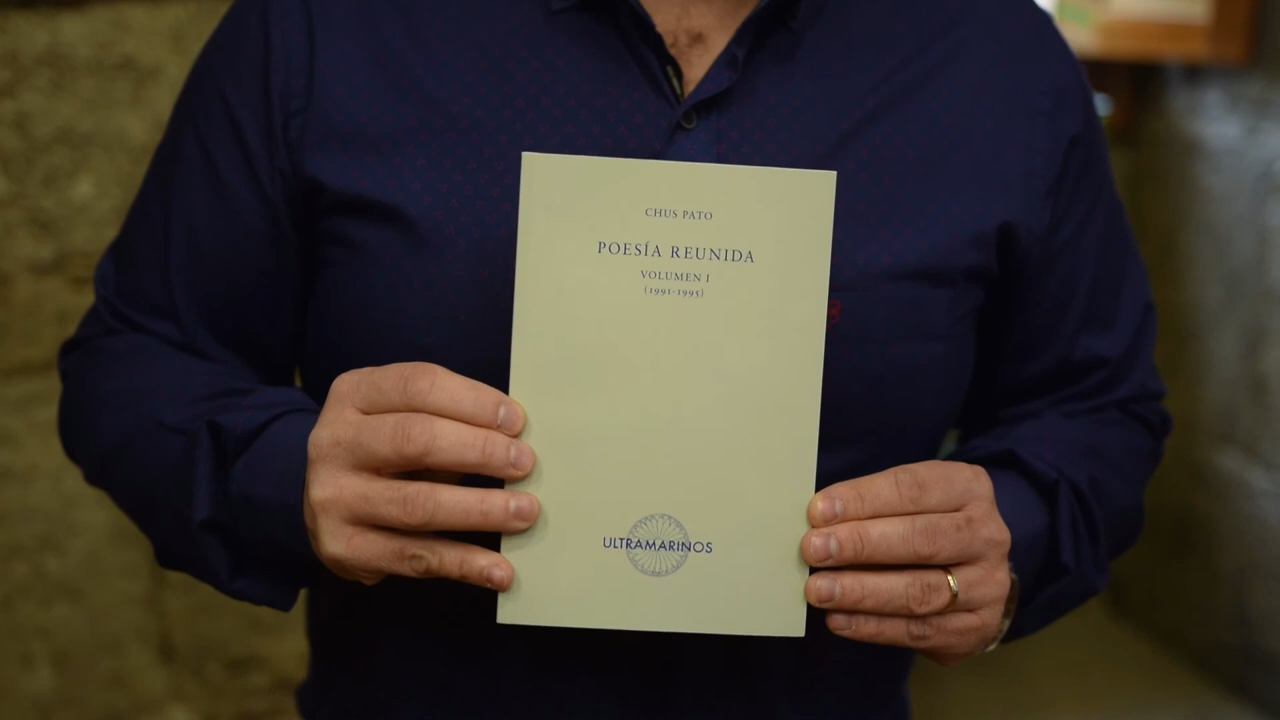 CHUS PATO
POESÍA REUNIDA
VOLUMEN I
(1991-1995)
ULTRAMARINOS